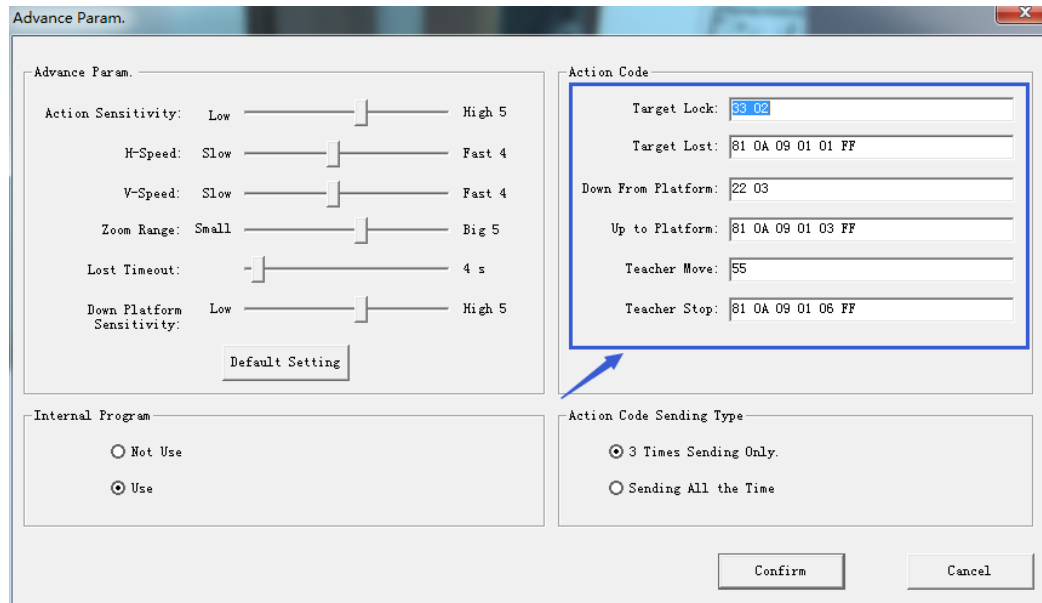 Advance Param.
Advance Param.
Action Sensitivity: Low High 5
H-Speed: Slow Fast 4
V-Speed: Slow Fast 4
Zoom Range: Small Big 5
Lost Timeout: 4 s
Down Platform Sensitivity: Low High 5
Default Setting
Action Code
Target Lock: 33 02
Target Lost: 81 0A 09 01 01 FF
Down From Platform: 22 03
Up to Platform: 81 0A 09 01 03 FF
Teacher Move: 55
Teacher Stop: 81 0A 09 01 06 FF
Internal Program
Not Use
Use
Action Code Sending Type
3 Times Sending Only.
Sending All the Time
Confirm
Cancel